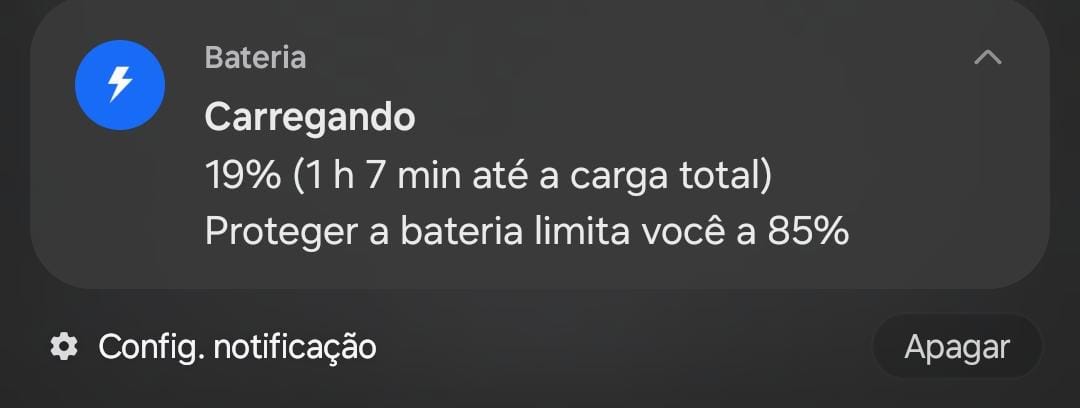 Bateria
Carregando
19% (1 h 7 min até a carga total)
Proteger a bateria limita você a 85%
Config. notificação
Apagar